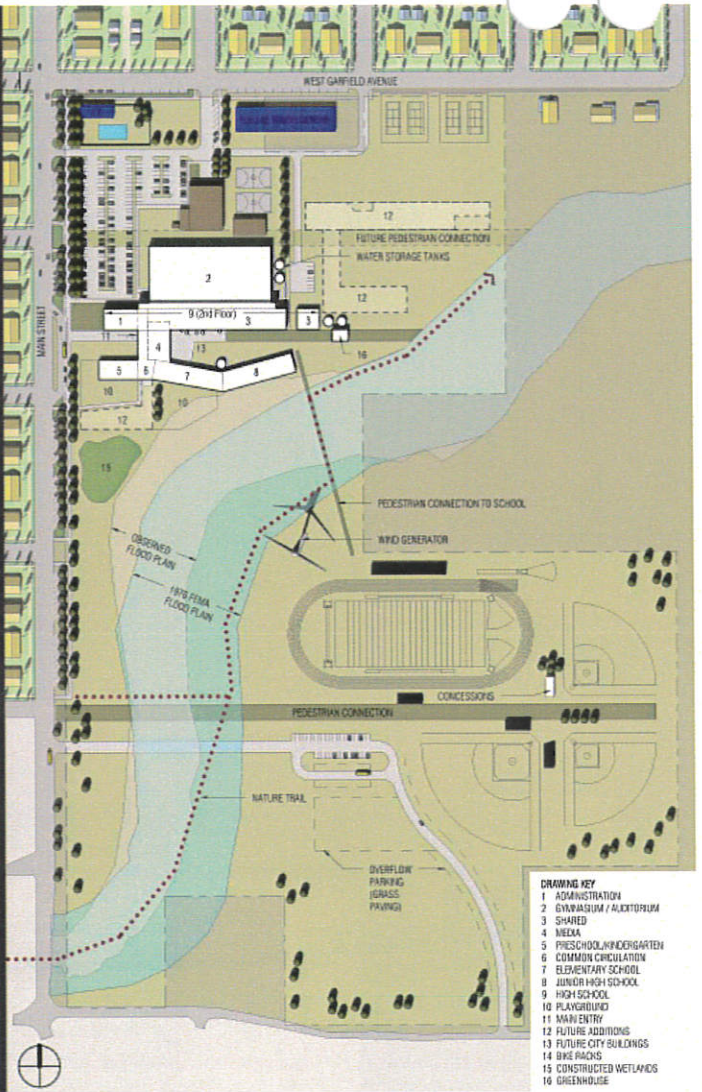 WEST GARFIELD AVENUE
12
FUTURE PEDESTRIAN CONNECTION
WATER STORAGE TANKS
2
12
9 (2nd Floor)
1
3
3
MAIN STREET
11
4
13
16
5
6
7
8
10
10
12
15
PEDESTRIAN CONNECTION TO SCHOOL
WIND GENERATOR
OBSERVED
FLOOD PLAIN
FEMA
FLOOD PLAIN
CONCESSIONS
PEDESTRIAN CONNECTION
NATURE TRAIL
OVERFLOW
PARKING
(GRASS
PAVING)
DRAWING KEY
1 ADMINISTRATION
2 GYMNASIUM / AUDITORIUM
3 SHARED
4 MEDIA
5 PRESCHOOL/KINDERGARTEN
6 COMMON CIRCULATION
7 ELEMENTARY SCHOOL
8 JUNIOR HIGH SCHOOL
9 HIGH SCHOOL
10 PLAYGROUND
11 MAIN ENTRY
12 FUTURE ADDITIONS
13 FUTURE CITY BUILDINGS
14 BIKE RACKS
15 CONSTRUCTED WETLANDS
16 GREENHOUSE